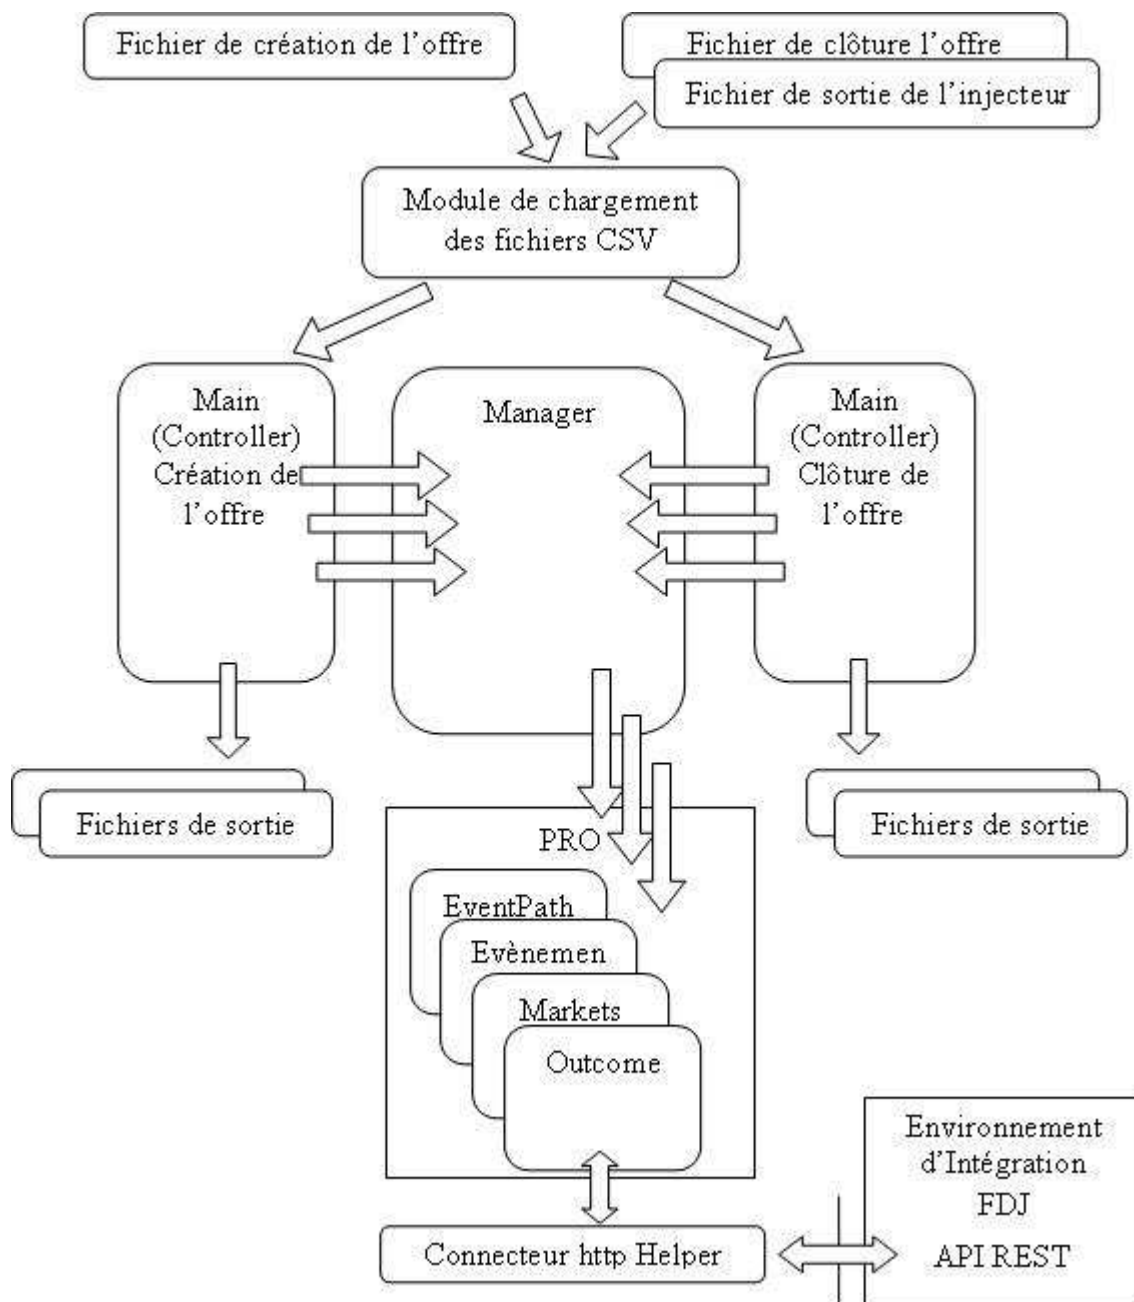 Fichier de création de l'offre
Fichier de clôture l'offre
Fichier de sortie de l'injecteur
Module de chargement
des fichiers CSV
Main
(Controller)
Création de
l'offre
Manager
Main
(Controller)
Clôture de
l'offre
Fichiers de sortie
Fichiers de sortie
PRO
EventPath
Evènemen
Markets
Outcome
Environnement
d'Intégration
FDJ
API REST
Connecteur http Helper